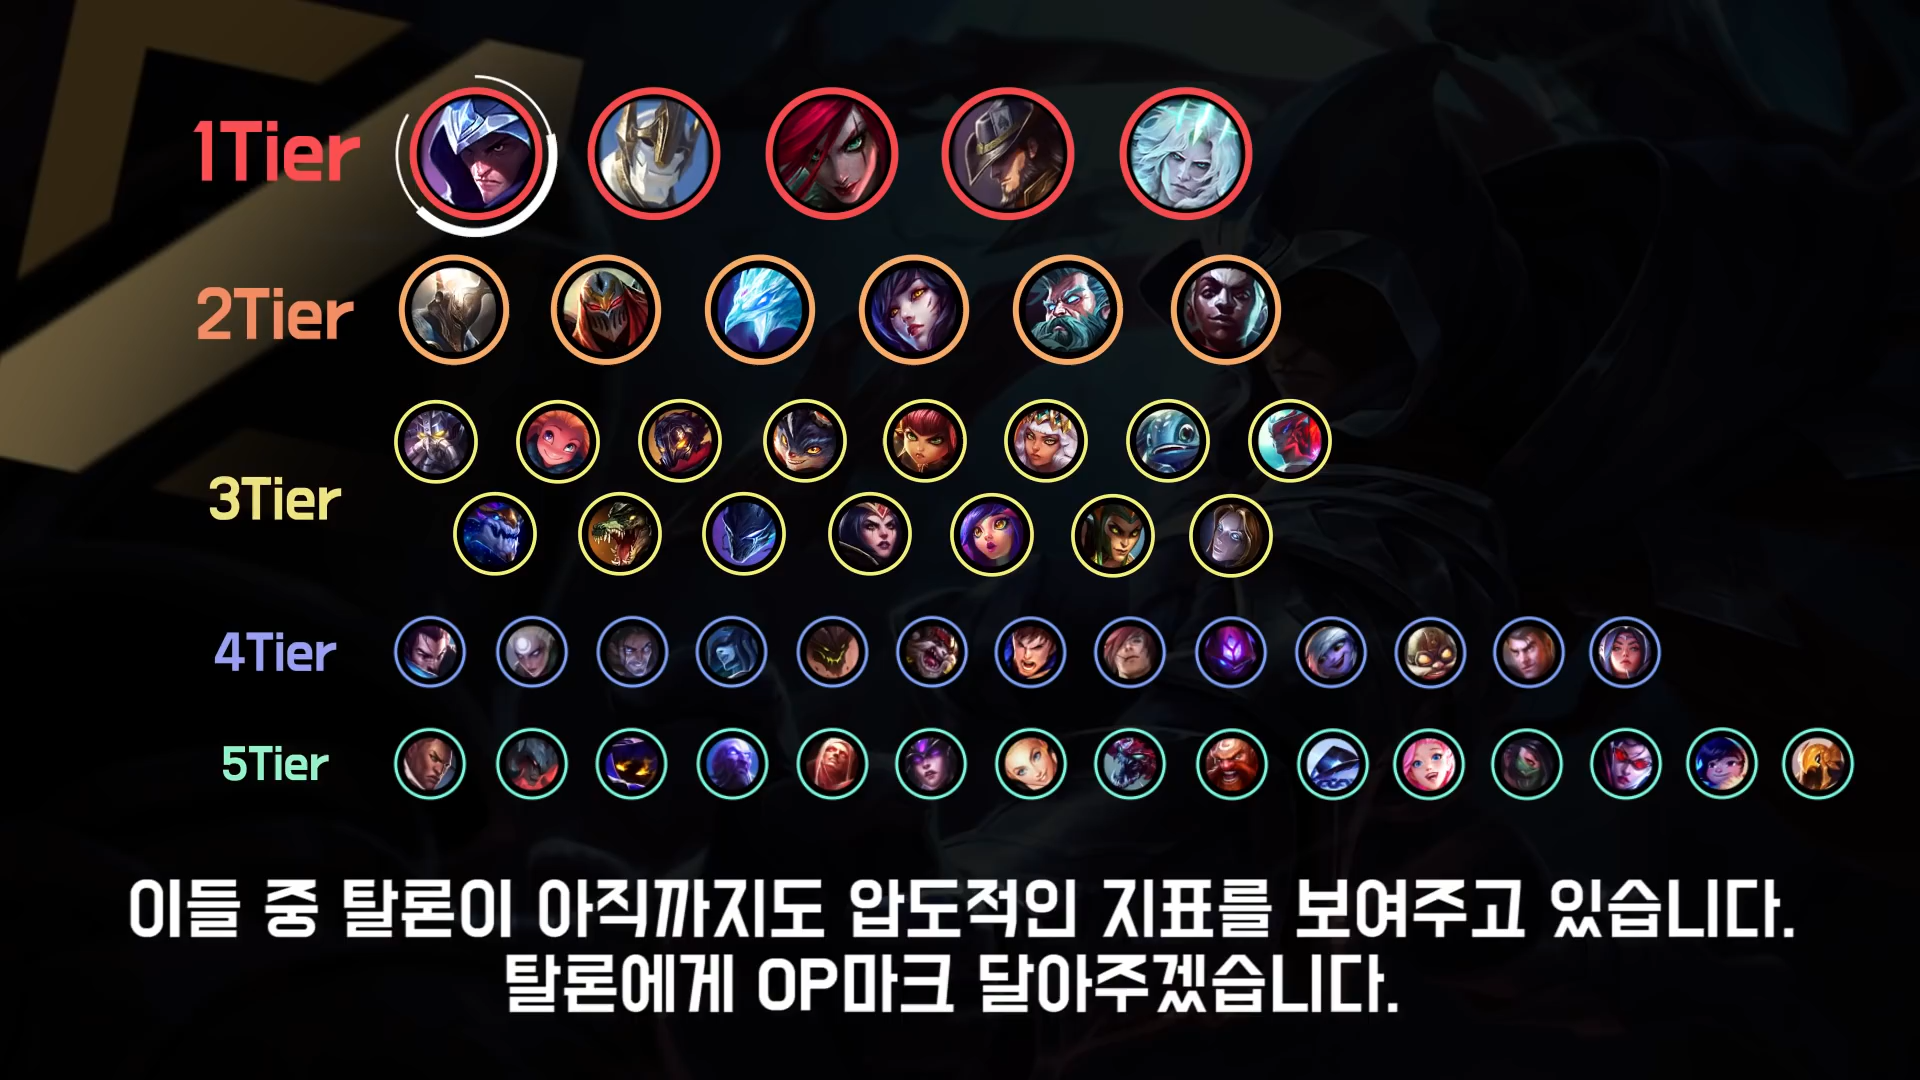 1Tier
2Tier
3Tier
4Tier
5Tier
이들 중 탈론이 아직까지도 압도적인 지표를 보여주고 있습니다.
탈론에게 OP마크 달아주겠습니다.